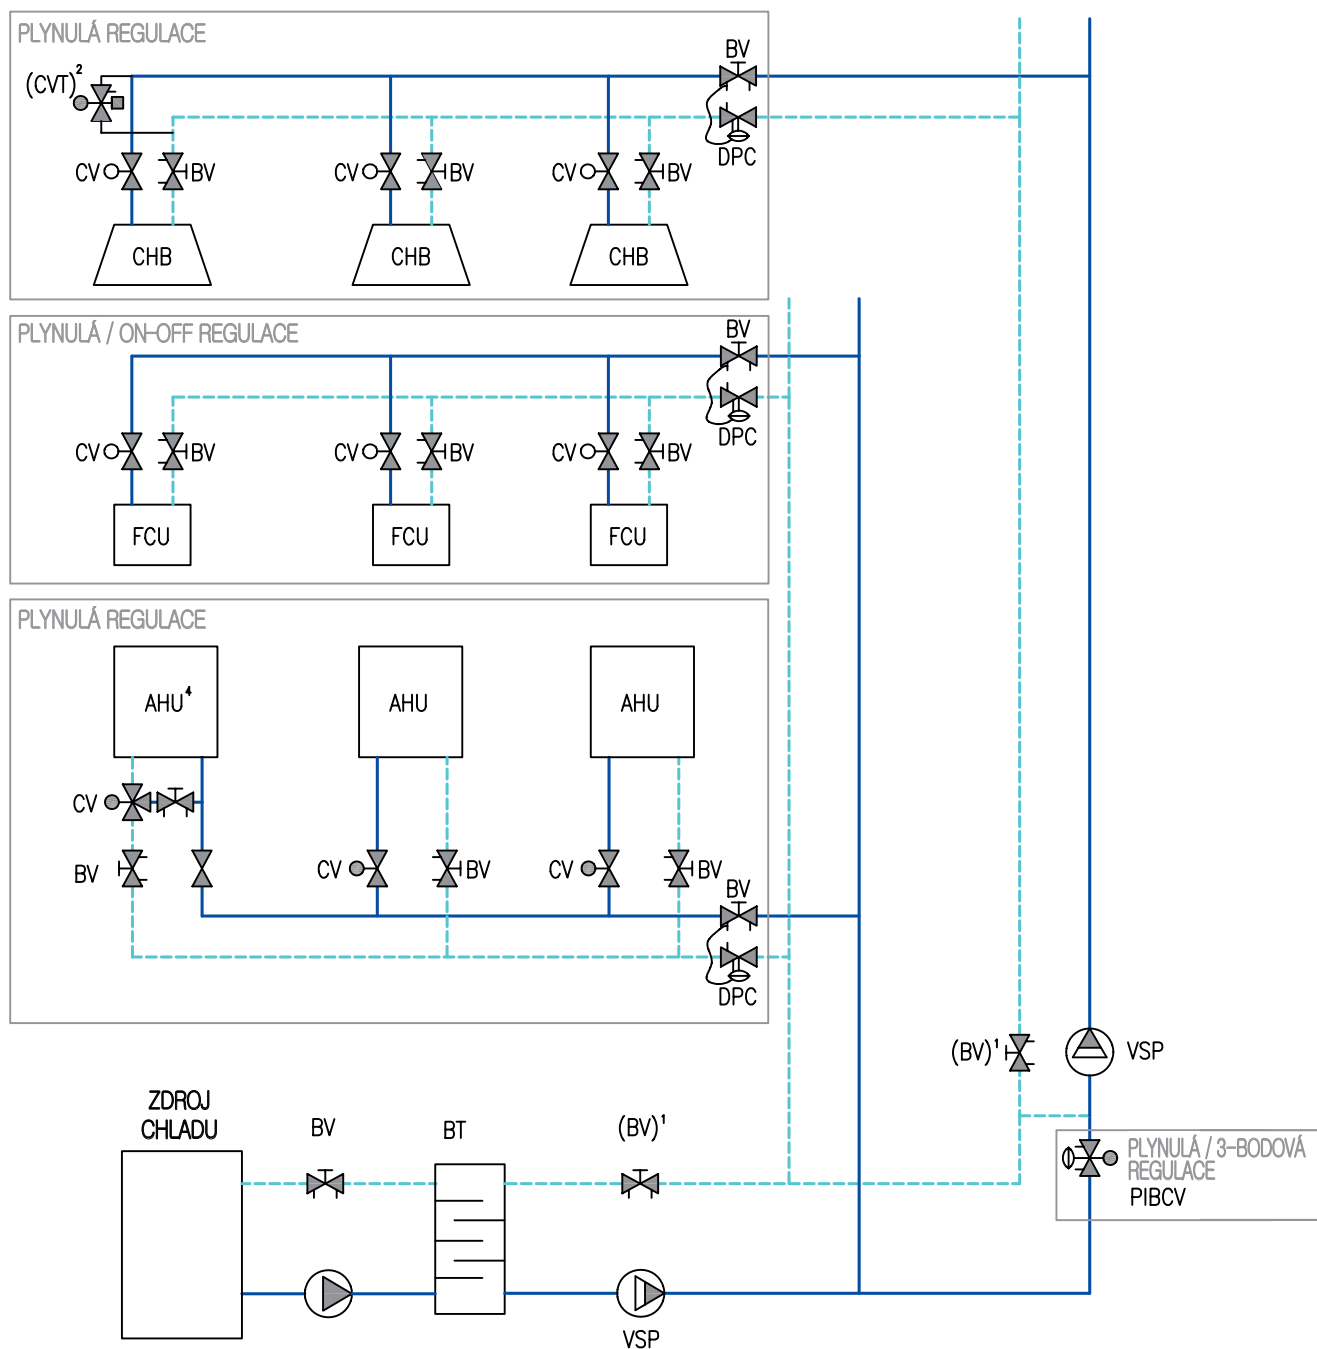 PLYNULÁ REGULACE
BV
(CVT)²
DPC
CV BV CV BV CV BV
CHB CHB CHB
PLYNULÁ / ON-OFF REGULACE
BV
DPC
CV BV CV BV CV BV
FCU FCU FCU
PLYNULÁ REGULACE
AHU⁴ AHU AHU
CV
BV CV BV CV BV
BV
DPC
(BV)¹ VSP
ZDROJ
CHLADU
BV BT (BV)¹
PLYNULÁ / 3-BODOVÁ
REGULACE
PIBCV
VSP